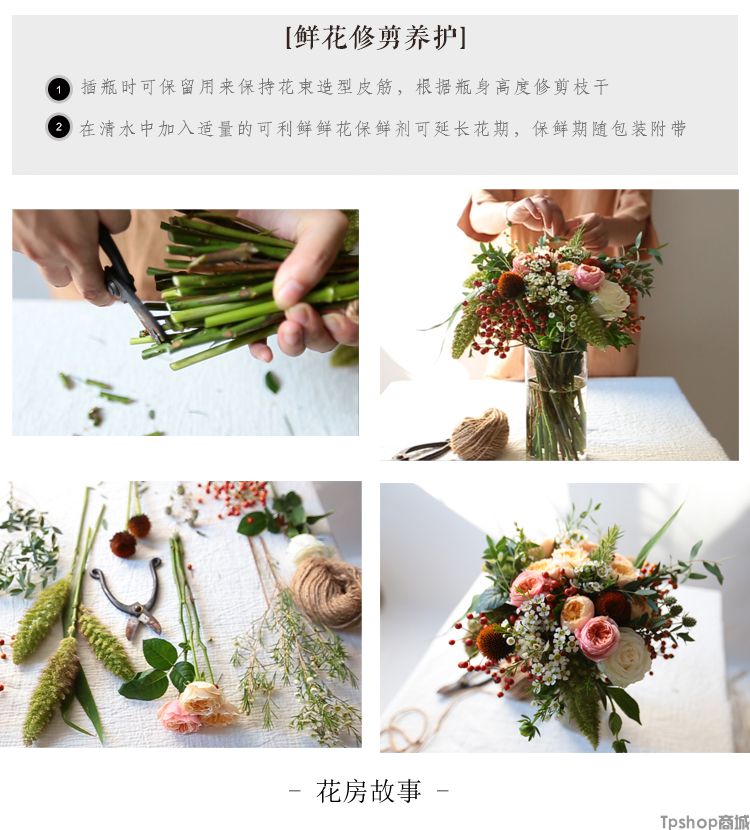 [鲜花修剪养护]
1 插瓶时可保留用来保持花束造型皮筋，根据瓶身高度修剪枝干
2 在清水中加入适量的可利鲜鲜花保鲜剂可延长花期，保鲜期随包装附带
- 花房故事 -
Tpshop商城